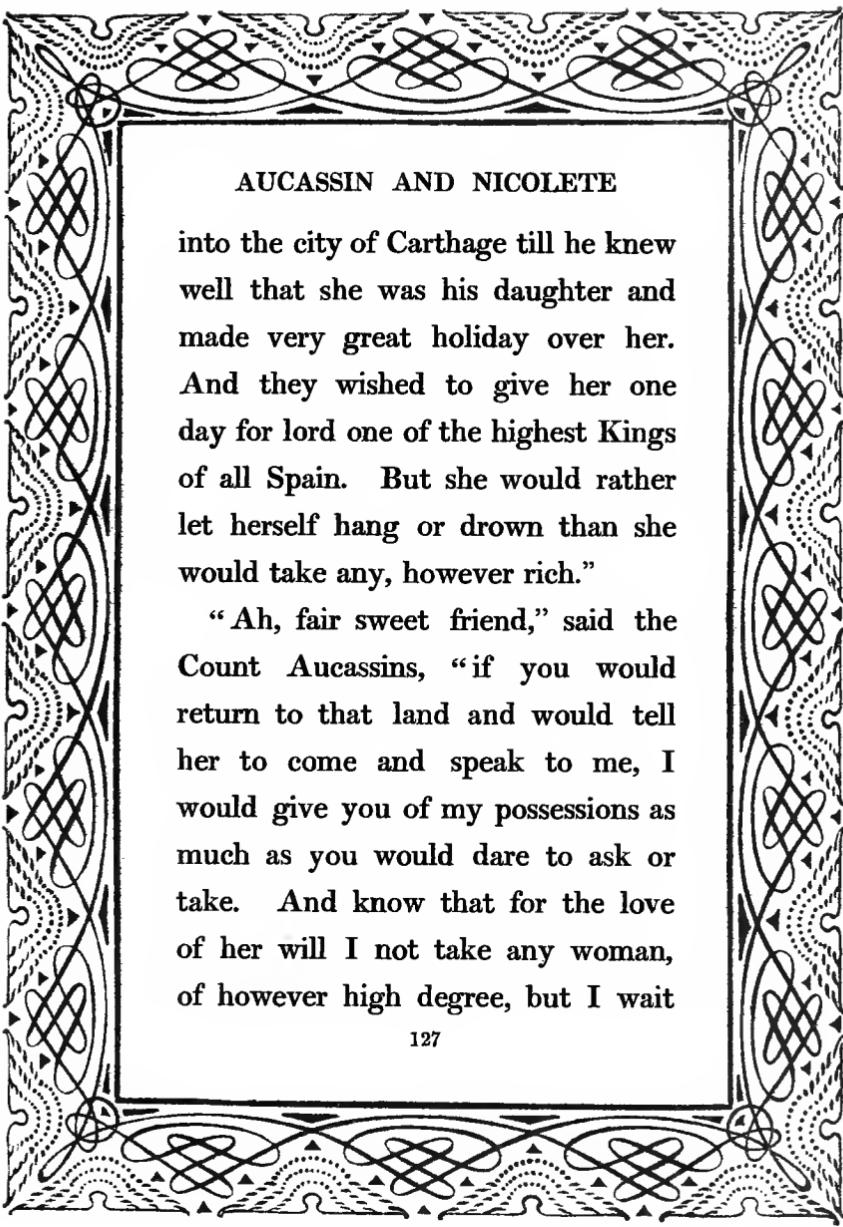 AUCASSIN AND NICOLETE
into the city of Carthage till he knew
well that she was his daughter and
made very great holiday over her.
And they wished to give her one
day for lord one of the highest Kings
of all Spain. But she would rather
let herself hang or drown than she
would take any, however rich.”
“Ah, fair sweet friend,” said the
Count Aucassins, “if you would
return to that land and would tell
her to come and speak to me, I
would give you of my possessions as
much as you would dare to ask or
take. And know that for the love
of her will I not take any woman,
of however high degree, but I wait
127